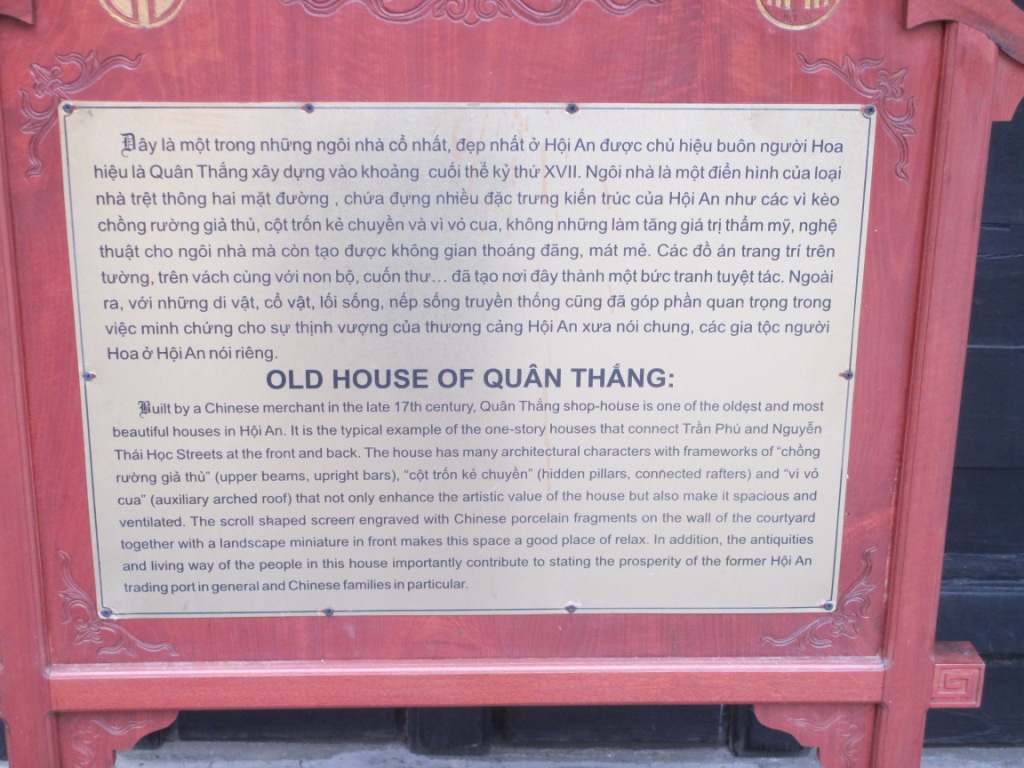 Đây là một trong những ngôi nhà cổ nhất, đẹp nhất ở Hội An được chủ hiệu buôn người Hoa
hiệu là Quân Thắng xây dựng vào khoảng cuối thế kỷ thứ XVII. Ngôi nhà là một điển hình của loại
nhà trệt thông hai mặt đường , chứa đựng nhiều đặc trưng kiến trúc của Hội An như các vì kèo
chồng rường giả thủ, cột trốn kẻ chuyền và vì vỏ cua, không những làm tăng giá trị thẩm mỹ, nghệ
thuật cho ngôi nhà mà còn tạo được không gian thoáng đãng, mát mẻ. Các đồ án trang trí trên
tường, trên vách cùng với non bộ, cuốn thư... đã tạo nơi đây thành một bức tranh tuyệt tác. Ngoài
ra, với những di vật, cổ vật, lối sống, nếp sống truyền thống cũng đã góp phần quan trọng trong
việc minh chứng cho sự thịnh vượng của thương cảng Hội An xưa nói chung, các gia tộc người
Hoa ở Hội An nói riêng.
OLD HOUSE OF QUÂN THẮNG:
Built by a Chinese merchant in the late 17th century, Quân Thắng shop-house is one of the oldest and most
beautiful houses in Hội An. It is the typical example of the one-story houses that connect Trần Phú and Nguyễn
Thái Học Streets at the front and back. The house has many architectural characters with frameworks of “chồng
rường giả thủ” (upper beams, upright bars), “cột trốn kẻ chuyền” (hidden pillars, connected rafters) and “vì vỏ
cua” (auxiliary arched roof) that not only enhance the artistic value of the house but also make it spacious and
ventilated. The scroll shaped screen engraved with Chinese porcelain fragments on the wall of the courtyard
together with a landscape miniature in front makes this space a good place of relax. In addition, the antiquities
and living way of the people in this house importantly contribute to stating the prosperity of the former Hội An
trading port in general and Chinese families in particular.